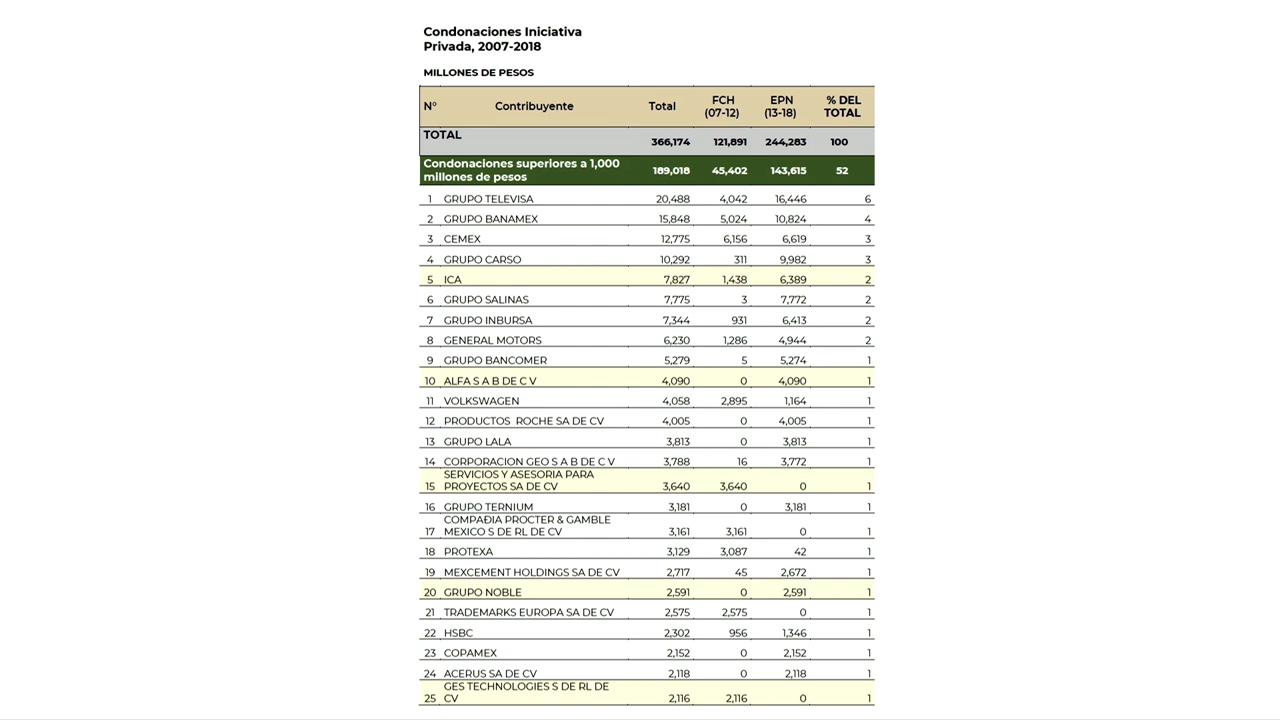 Condonaciones Iniciativa
Privada, 2007-2018
MILLONES DE PESOS
N° Contribuyente Total FCH (07-12) EPN (13-18) % DEL TOTAL
TOTAL 366,174 121,891 244,283 100
Condonaciones superiores a 1,000 millones de pesos 189,018 45,402 143,615 52
1 GRUPO TELEVISA 20,488 4,042 16,446 6
2 GRUPO BANAMEX 15,848 5,024 10,824 4
3 CEMEX 12,775 6,156 6,619 3
4 GRUPO CARSO 10,292 311 9,982 3
5 ICA 7,827 1,438 6,389 2
6 GRUPO SALINAS 7,775 3 7,772 2
7 GRUPO INBURSA 7,344 931 6,413 2
8 GENERAL MOTORS 6,230 1,286 4,944 2
9 GRUPO BANCOMER 5,279 5 5,274 1
10 ALFA S A B DE C V 4,090 0 4,090 1
11 VOLKSWAGEN 4,058 2,895 1,164 1
12 PRODUCTOS ROCHE SA DE CV 4,005 0 4,005 1
13 GRUPO LALA 3,813 0 3,813 1
14 CORPORACION GEO S A B DE C V 3,788 16 3,772 1
15 SERVICIOS Y ASESORIA PARA PROYECTOS SA DE CV 3,640 3,640 0 1
16 GRUPO TERNIUM 3,181 0 3,181 1
17 COMPAÐIA PROCTER & GAMBLE MEXICO S DE RL DE CV 3,161 3,161 0 1
18 PROTEXA 3,129 3,087 42 1
19 MEXCEMENT HOLDINGS SA DE CV 2,717 45 2,672 1
20 GRUPO NOBLE 2,591 0 2,591 1
21 TRADEMARKS EUROPA SA DE CV 2,575 2,575 0 1
22 HSBC 2,302 956 1,346 1
23 COPAMEX 2,152 0 2,152 1
24 ACERUS SA DE CV 2,118 0 2,118 1
25 GES TECHNOLOGIES S DE RL DE CV 2,116 2,116 0 1